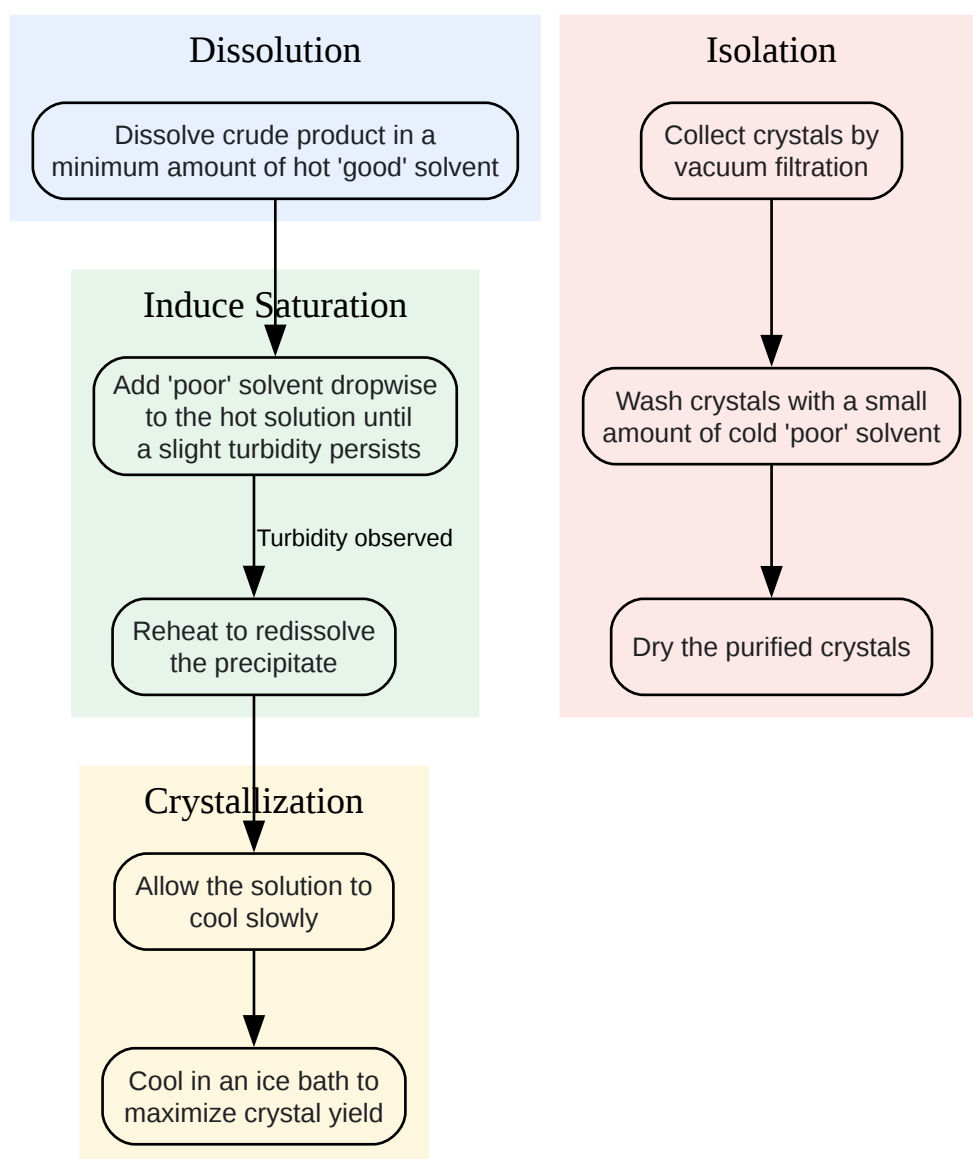 Dissolution
Dissolve crude product in a
minimum amount of hot 'good' solvent
Induce Saturation
Add 'poor' solvent dropwise
to the hot solution until
a slight turbidity persists
Turbidity observed
Reheat to redissolve
the precipitate
Crystallization
Allow the solution to
cool slowly
Cool in an ice bath to
maximize crystal yield
Isolation
Collect crystals by
vacuum filtration
Wash crystals with a small
amount of cold 'poor' solvent
Dry the purified crystals